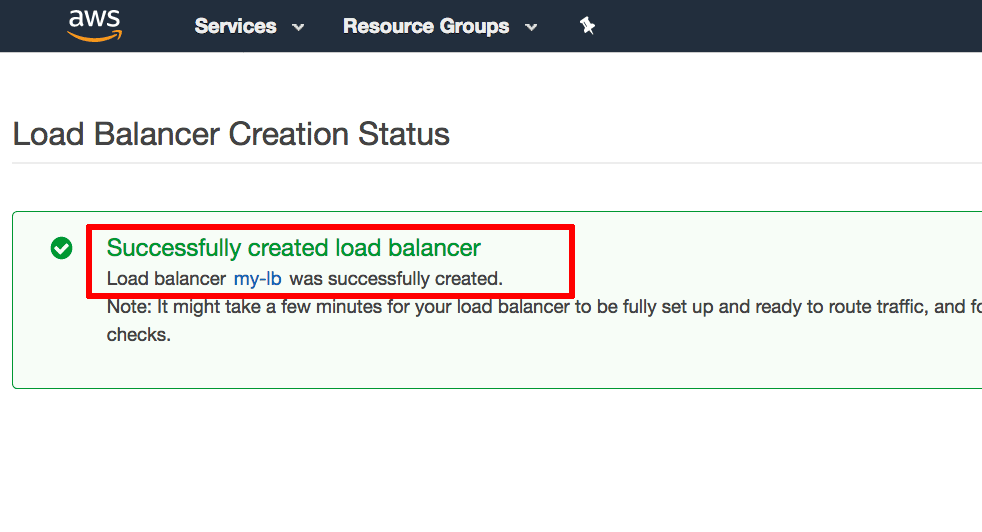 aws Services Resource Groups
Load Balancer Creation Status
Successfully created load balancer
Load balancer my-lb was successfully created.
Note: It might take a few minutes for your load balancer to be fully set up and ready to route traffic, and
checks.